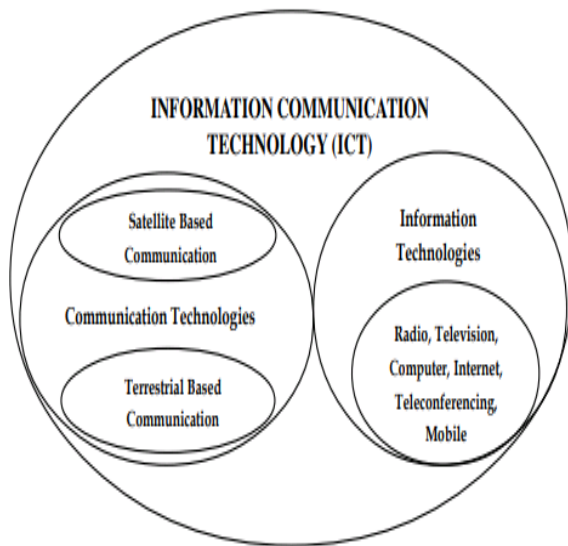 INFORMATION COMMUNICATION
TECHNOLOGY (ICT)
Satellite Based
Communication
Communication Technologies
Terrestrial Based
Communication
Information
Technologies
Radio, Television,
Computer, Internet,
Teleconferencing,
Mobile